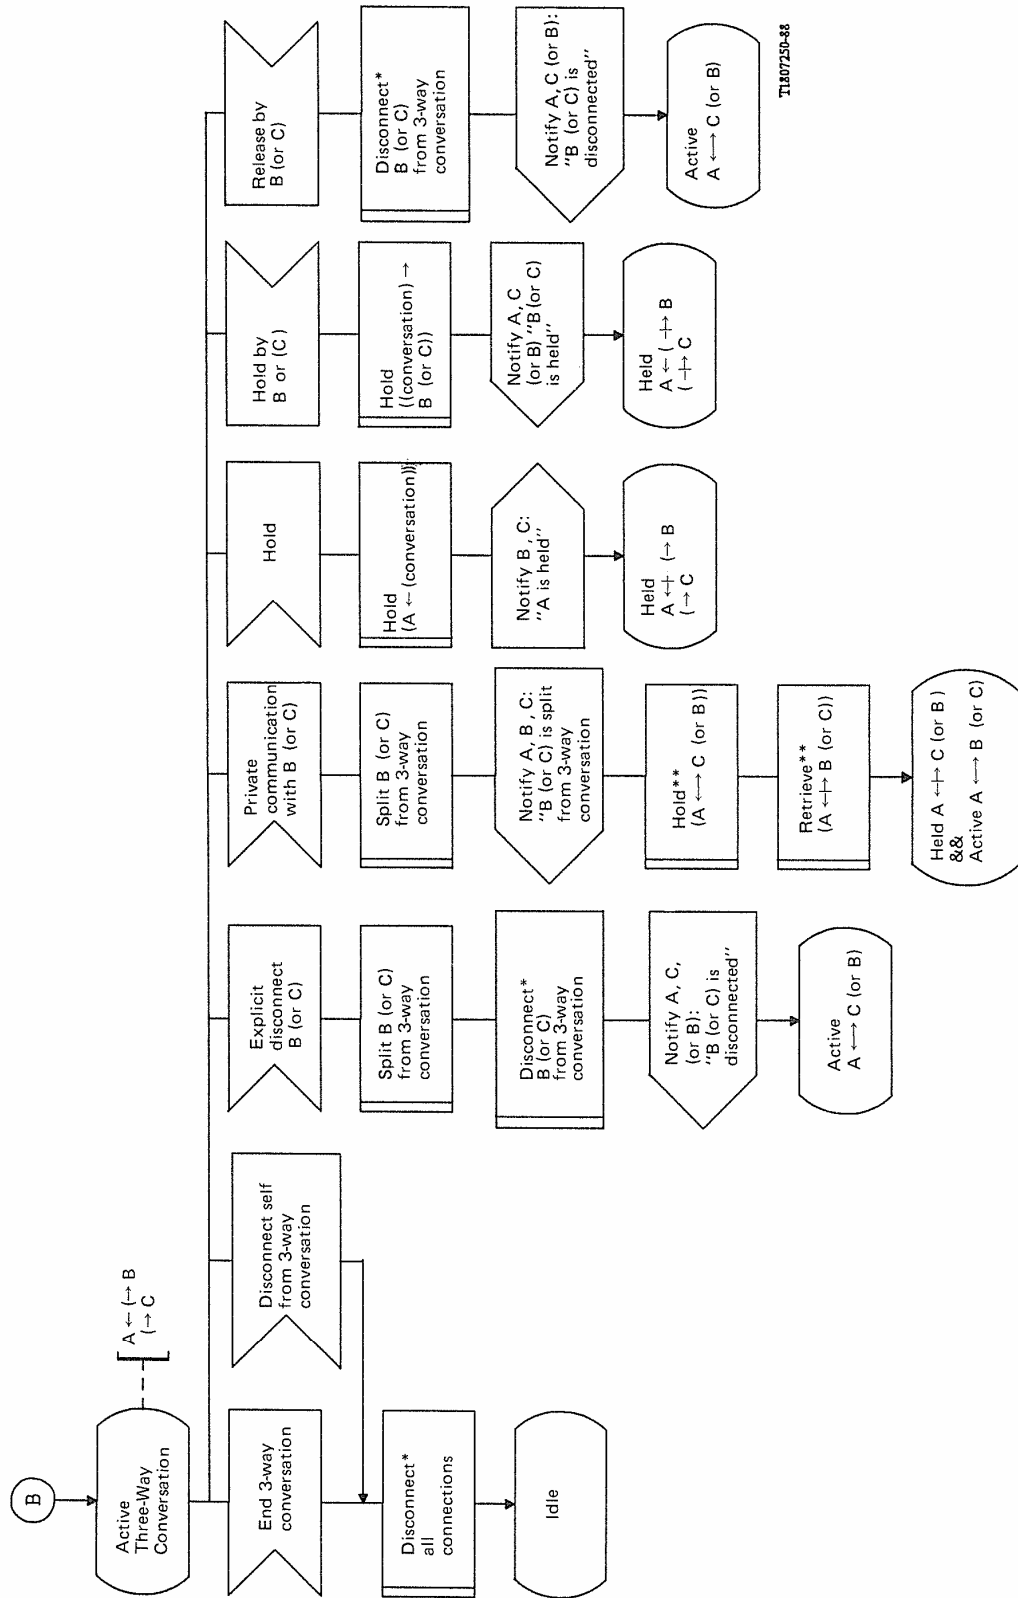 B
Active
Three-Way
Conversation
A ← (→ B
(→ C
End 3-way
conversation
Disconnect*
all
connections
Idle
Disconnect self
from 3-way
conversation
Explicit
disconnect
B (or C)
Split B (or C)
from 3-way
conversation
Disconnect*
B (or C)
from 3-way
conversation
Notify A, C,
(or B):
"B (or C) is
disconnected"
Active
A ←→ C (or B)
Private
communication
with B (or C)
Split B (or C)
from 3-way
conversation
Notify A, B, C:
"B (or C) is split
from 3-way
conversation
Hold**
(A ←→ C (or B))
Retrieve**
(A ←|→ B (or C))
Held A ←|→ C (or B)
&&
Active A ←→ B (or C)
Hold
Hold
(A ← (conversation))
Notify B, C:
"A is held"
Held
A ←| (→ B
(→ C
Hold by
B or (C)
Hold
((conversation) →
B (or C))
Notify A, C
(or B) "B (or C)
is held"
Held
A ← (–|→ B
(–|→ C
Release by
B (or C)
Disconnect*
B (or C)
from 3-way
conversation
Notify A, C (or B):
"B (or C) is
disconnected"
Active
A ←→ C (or B)
T1807250-88